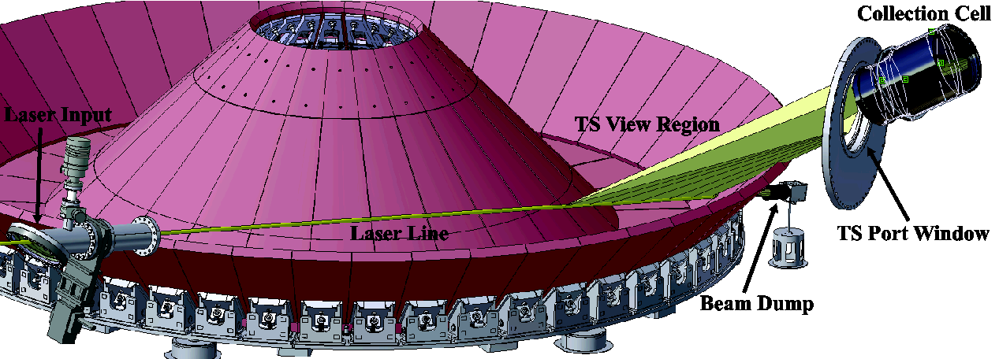 Collection Cell
Laser Input
TS View Region
Laser Line
TS Port Window
Beam Dump